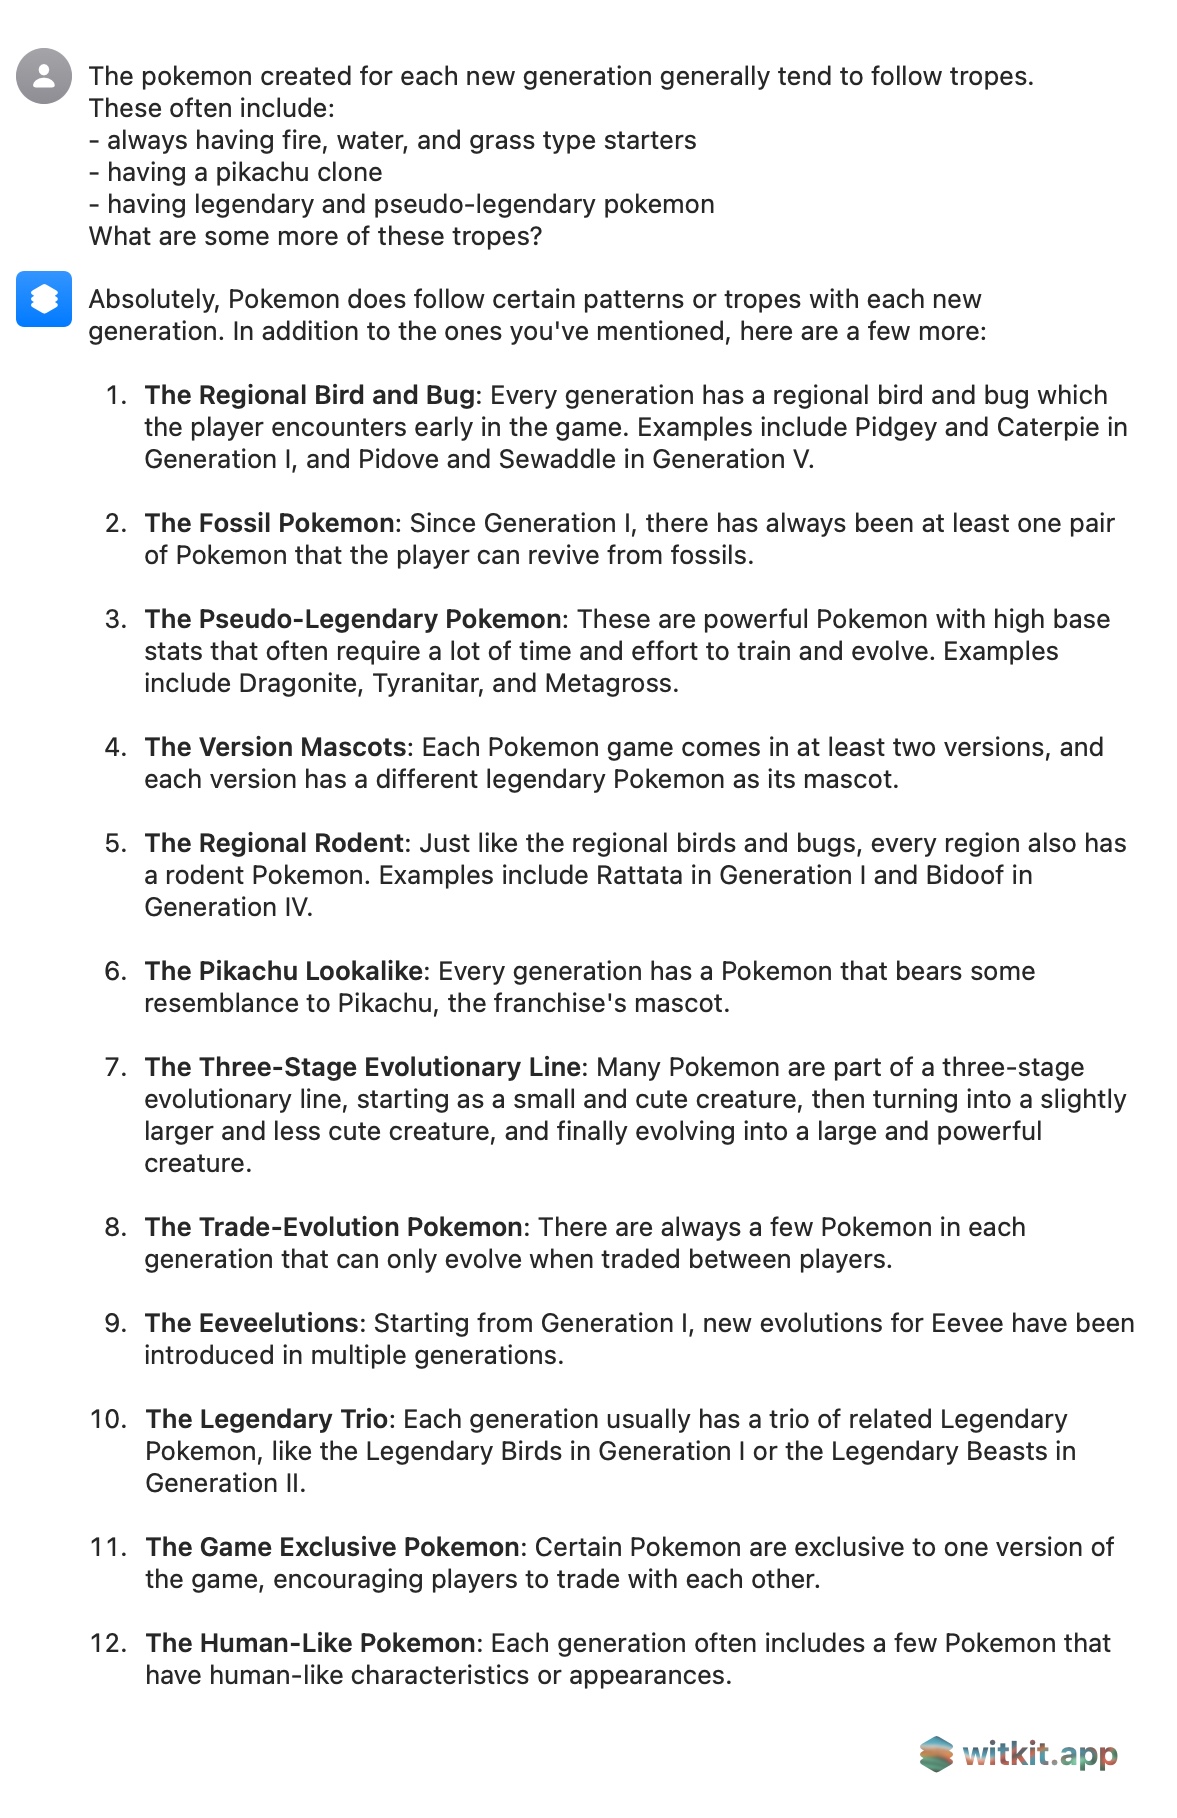 The pokemon created for each new generation generally tend to follow tropes.
These often include:
- always having fire, water, and grass type starters
- having a pikachu clone
- having legendary and pseudo-legendary pokemon
What are some more of these tropes?
Absolutely, Pokemon does follow certain patterns or tropes with each new
generation. In addition to the ones you've mentioned, here are a few more:
1. The Regional Bird and Bug: Every generation has a regional bird and bug which
the player encounters early in the game. Examples include Pidgey and Caterpie in
Generation I, and Pidove and Sewaddle in Generation V.
2. The Fossil Pokemon: Since Generation I, there has always been at least one pair
of Pokemon that the player can revive from fossils.
3. The Pseudo-Legendary Pokemon: These are powerful Pokemon with high base
stats that often require a lot of time and effort to train and evolve. Examples
include Dragonite, Tyranitar, and Metagross.
4. The Version Mascots: Each Pokemon game comes in at least two versions, and
each version has a different legendary Pokemon as its mascot.
5. The Regional Rodent: Just like the regional birds and bugs, every region also has
a rodent Pokemon. Examples include Rattata in Generation I and Bidoof in
Generation IV.
6. The Pikachu Lookalike: Every generation has a Pokemon that bears some
resemblance to Pikachu, the franchise's mascot.
7. The Three-Stage Evolutionary Line: Many Pokemon are part of a three-stage
evolutionary line, starting as a small and cute creature, then turning into a slightly
larger and less cute creature, and finally evolving into a large and powerful
creature.
8. The Trade-Evolution Pokemon: There are always a few Pokemon in each
generation that can only evolve when traded between players.
9. The Eeveelutions: Starting from Generation I, new evolutions for Eevee have been
introduced in multiple generations.
10. The Legendary Trio: Each generation usually has a trio of related Legendary
Pokemon, like the Legendary Birds in Generation I or the Legendary Beasts in
Generation II.
11. The Game Exclusive Pokemon: Certain Pokemon are exclusive to one version of
the game, encouraging players to trade with each other.
12. The Human-Like Pokemon: Each generation often includes a few Pokemon that
have human-like characteristics or appearances.
witkit.app